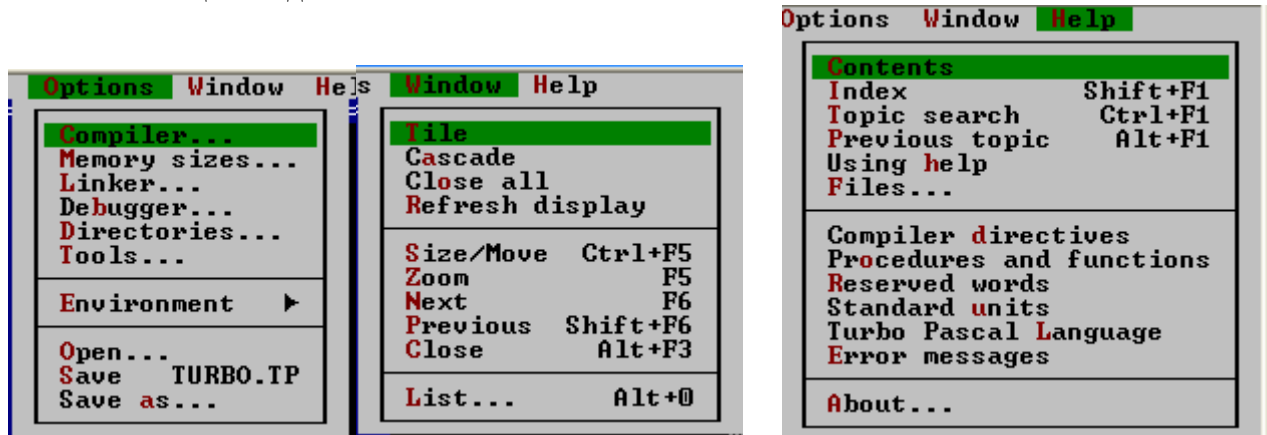 Options Window Hel
Compiler...
Memory sizes...
Linker...
Debugger...
Directories...
Tools...
Environment ►
Open...
Save TURBO.TP
Save as...
s Window Help
Tile
Cascade
Close all
Refresh display
Size/Move Ctrl+F5
Zoom F5
Next F6
Previous Shift+F6
Close Alt+F3
List... Alt+0
Options Window Help
Contents
Index Shift+F1
Topic search Ctrl+F1
Previous topic Alt+F1
Using help
Files...
Compiler directives
Procedures and functions
Reserved words
Standard units
Turbo Pascal Language
Error messages
About...